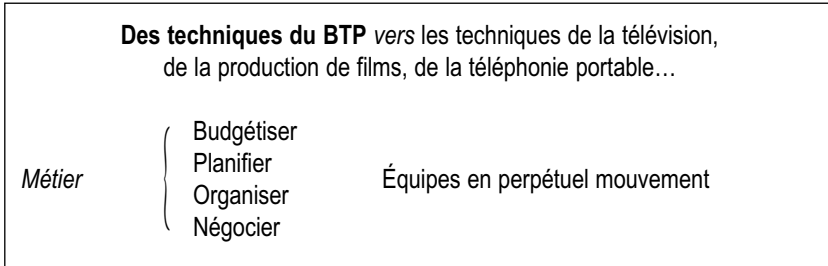 Des techniques du BTP vers les techniques de la télévision,
de la production de films, de la téléphonie portable…
Budgétiser
Planifier
Métier Équipes en perpétuel mouvement
Organiser
Négocier